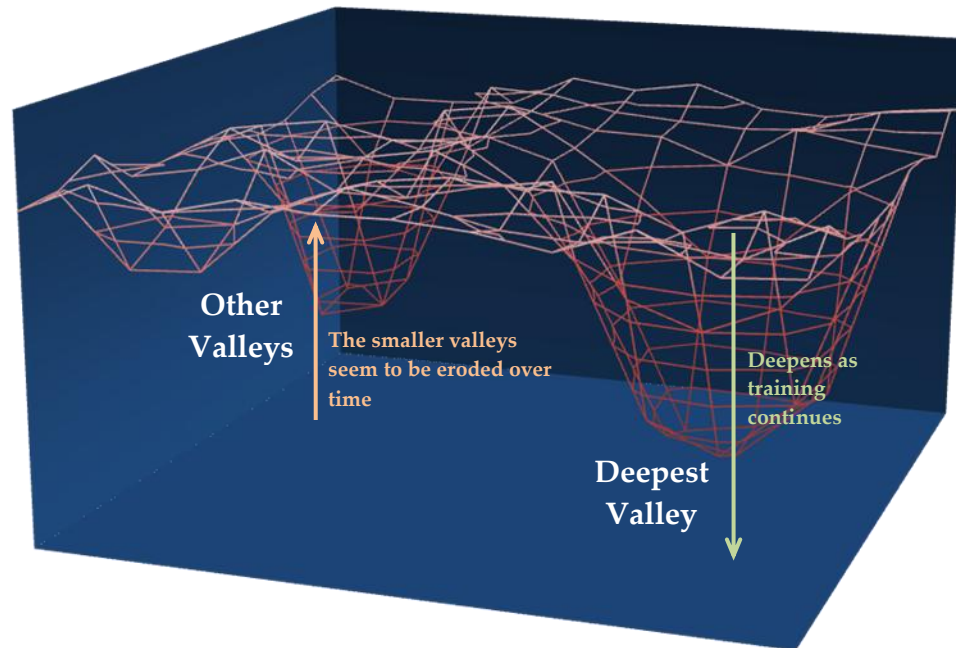 Other
Valleys
The smaller valleys
seem to be eroded over
time
Deepens as
training
continues
Deepest
Valley